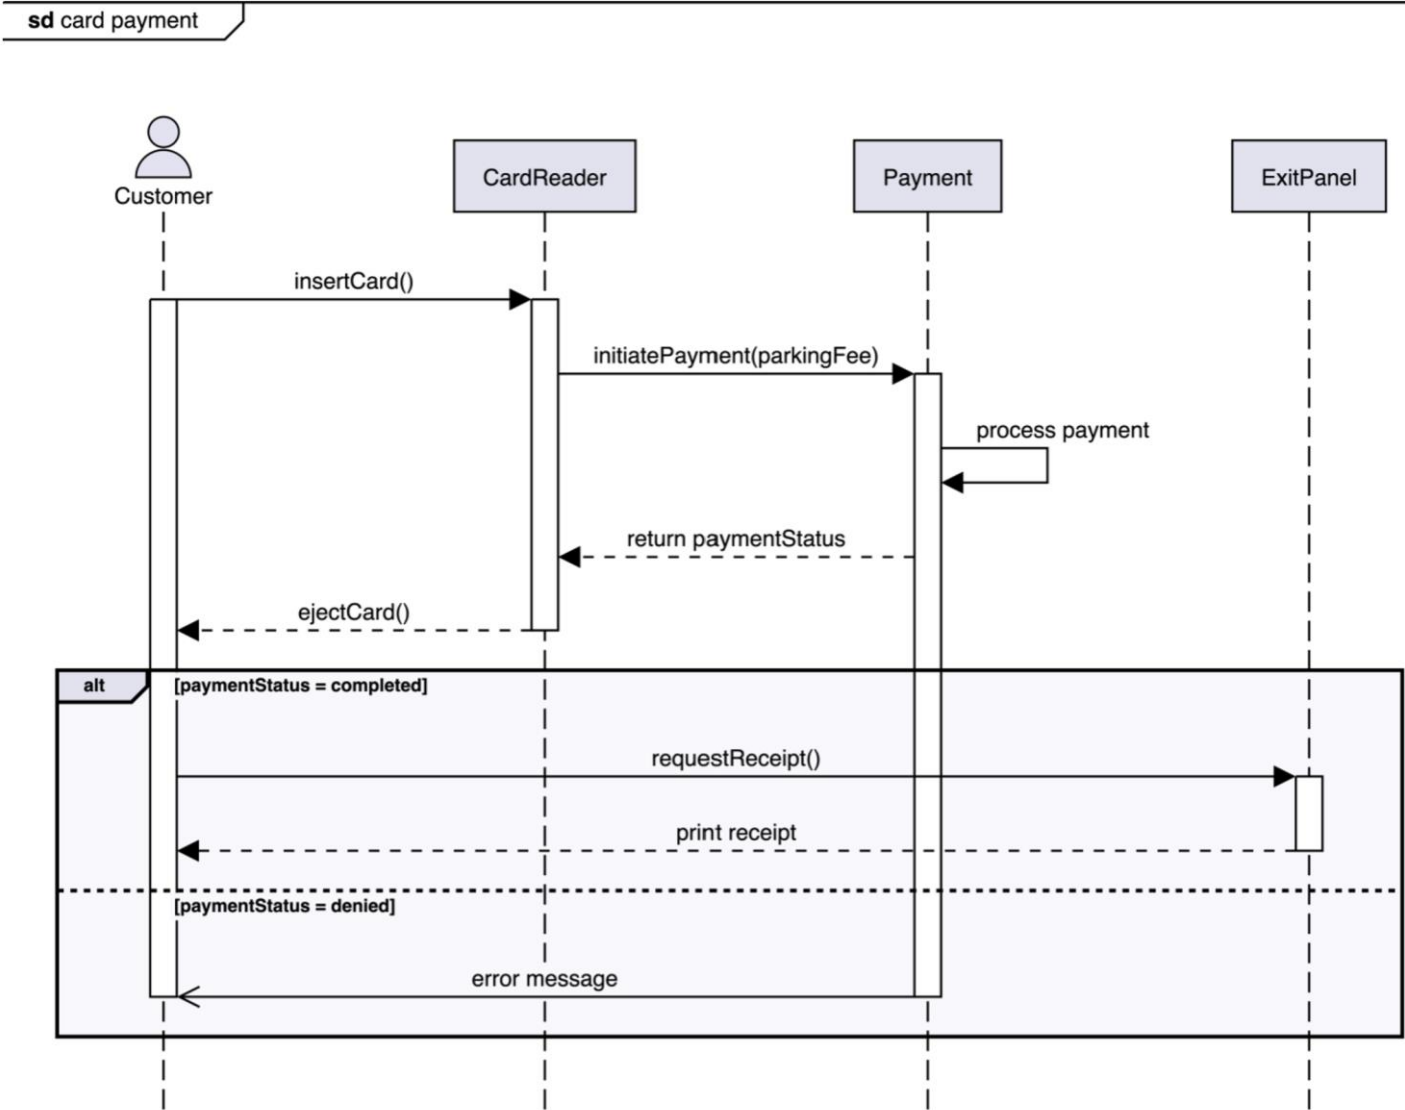 sd card payment
Customer
CardReader
Payment
ExitPanel
insertCard()
initiatePayment(parkingFee)
process payment
return paymentStatus
ejectCard()
alt
[paymentStatus = completed]
requestReceipt()
print receipt
[paymentStatus = denied]
error message